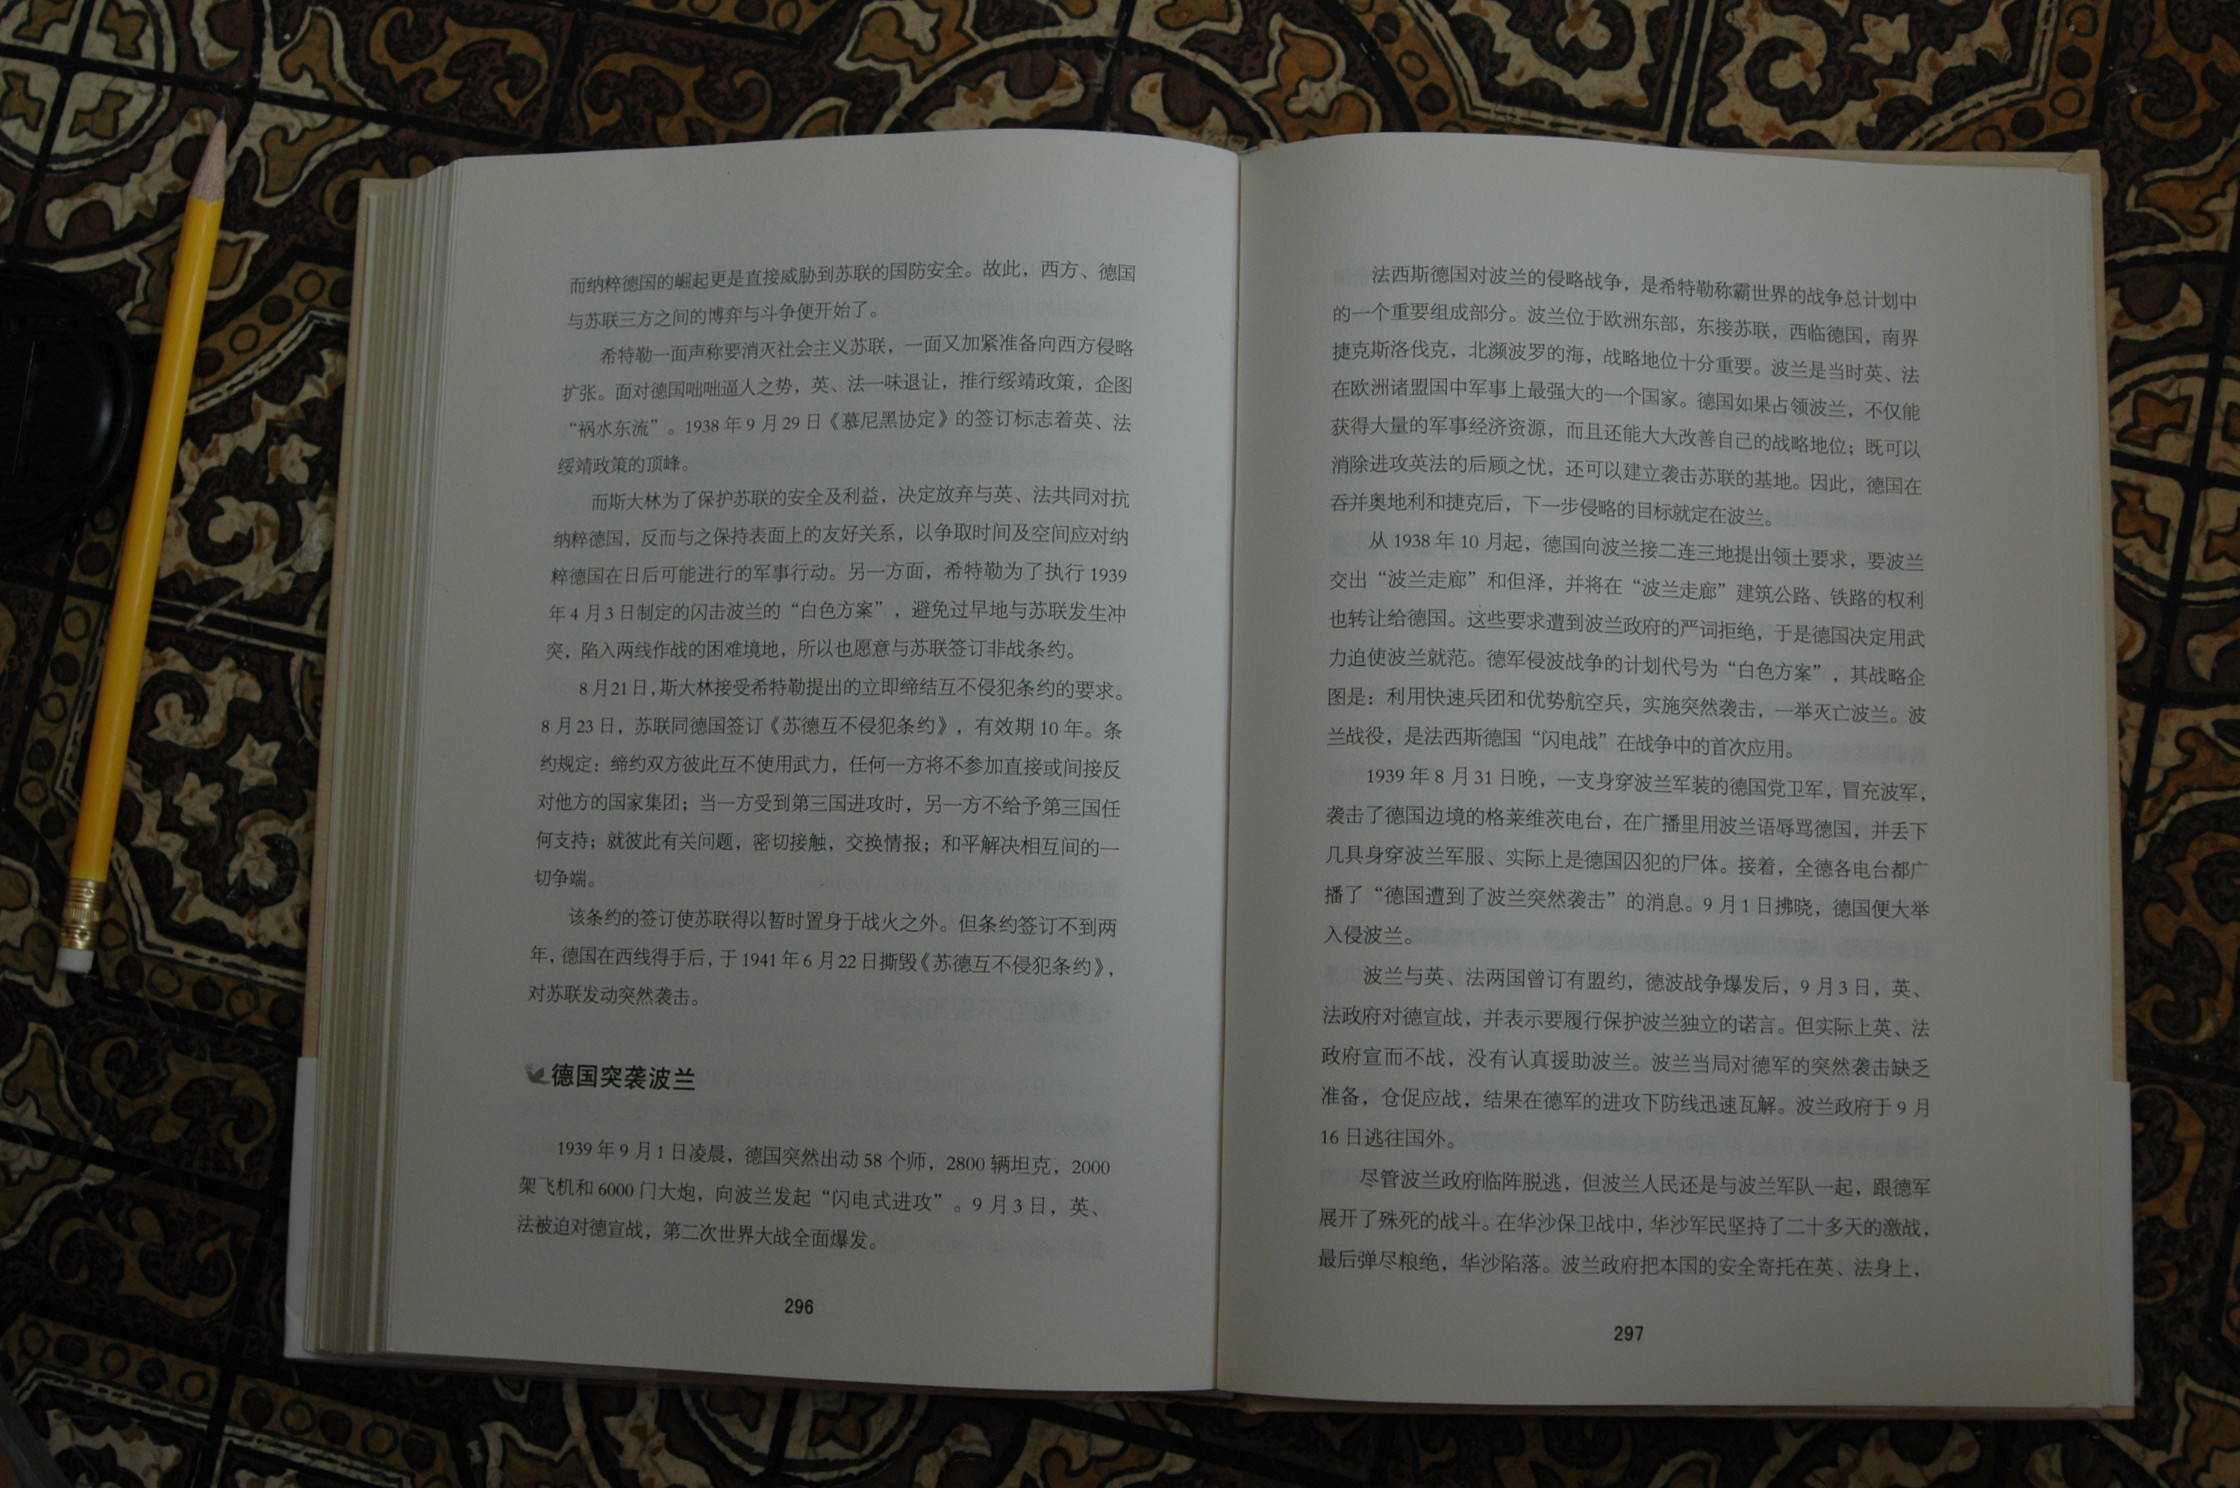 而纳粹德国的崛起更是直接威胁到苏联的国防安全。故此，西方、德国
与苏联三方之间的博弈与斗争便开始了。
希特勒一面声称要消灭社会主义苏联，一面又加紧准备向西方侵略
扩张。面对德国咄咄逼人之势，英、法一味退让，推行绥靖政策，企图
“祸水东流”。1938年9月29日《慕尼黑协定》的签订标志着英、法
绥靖政策的顶峰。
而斯大林为了保护苏联的安全及利益，决定放弃与英、法共同对抗
纳粹德国，反而与之保持表面上的友好关系，以争取时间及空间应对纳
粹德国在日后可能进行的军事行动。另一方面，希特勒为了执行1939
年4月3日制定的闪击波兰的“白色方案”，避免过早地与苏联发生冲
突，陷入两线作战的困难境地，所以也愿意与苏联签订非战条约。
8月21日，斯大林接受希特勒提出的立即缔结互不侵犯条约的要求。
8月23日，苏联同德国签订《苏德互不侵犯条约》，有效期10年。条
约规定：缔约双方彼此互不使用武力，任何一方将不参加直接或间接反
对他方的国家集团；当一方受到第三国进攻时，另一方不给予第三国任
何支持；就彼此有关问题，密切接触，交换情报；和平解决相互间的一
切争端。
该条约的签订使苏联得以暂时置身于战火之外。但条约签订不到两
年，德国在西线得手后，于1941年6月22日撕毁《苏德互不侵犯条约》，
对苏联发动突然袭击。
德国突袭波兰
1939年9月1日凌晨，德国突然出动58个师，2800辆坦克，2000
架飞机和6000门大炮，向波兰发起“闪电式进攻”。9月3日，英、
法被迫对德宣战，第二次世界大战全面爆发。
296
法西斯德国对波兰的侵略战争，是希特勒称霸世界的战争总计划中
的一个重要组成部分。波兰位于欧洲东部，东接苏联，西临德国，南界
捷克斯洛伐克，北濒波罗的海，战略地位十分重要。波兰是当时英、法
在欧洲诸盟国中军事上最强大的一个国家。德国如果占领波兰，不仅能
获得大量的军事经济资源，而且还能大大改善自己的战略地位；既可以
消除进攻英法的后顾之忧，还可以建立袭击苏联的基地。因此，德国在
吞并奥地利和捷克后，下一步侵略的目标就定在波兰。
从1938年10月起，德国向波兰接二连三地提出领土要求，要波兰
交出“波兰走廊”和但泽，并将在“波兰走廊”建筑公路、铁路的权利
也转让给德国。这些要求遭到波兰政府的严词拒绝，于是德国决定用武
力迫使波兰就范。德军侵波战争的计划代号为“白色方案”，其战略企
图是：利用快速兵团和优势航空兵，实施突然袭击，一举灭亡波兰。波
兰战役，是法西斯德国“闪电战”在战争中的首次应用。
1939年8月31日晚，一支身穿波兰军装的德国党卫军，冒充波军，
袭击了德国边境的格莱维茨电台，在广播里用波兰语辱骂德国，并丢下
几具身穿波兰军服、实际上是德国囚犯的尸体。接着，全德各电台都广
播了“德国遭到了波兰突然袭击”的消息。9月1日拂晓，德国便大举
入侵波兰。
波兰与英、法两国曾订有盟约，德波战争爆发后，9月3日，英、
法政府对德宣战，并表示要履行保护波兰独立的诺言。但实际上英、法
政府宣而不战，没有认真援助波兰。波兰当局对德军的突然袭击缺乏
准备，仓促应战，结果在德军的进攻下防线迅速瓦解。波兰政府于9月
16日逃往国外。
尽管波兰政府临阵脱逃，但波兰人民还是与波兰军队一起，跟德军
展开了殊死的战斗。在华沙保卫战中，华沙军民坚持了二十多天的激战，
最后弹尽粮绝，华沙陷落。波兰政府把本国的安全寄托在英、法身上，
297